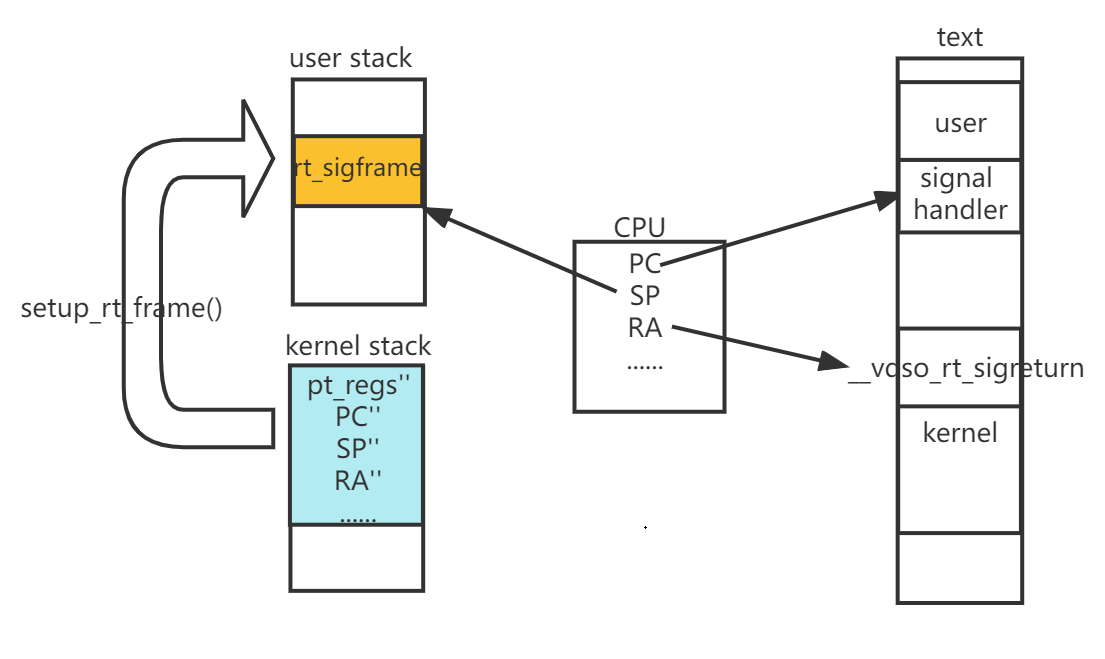 user stack
rt_sigframe
setup_rt_frame()
kernel stack
pt_regs''
PC''
SP''
RA''
......
CPU
PC
SP
RA
......
text
user
signal
handler
__vdso_rt_sigreturn
kernel